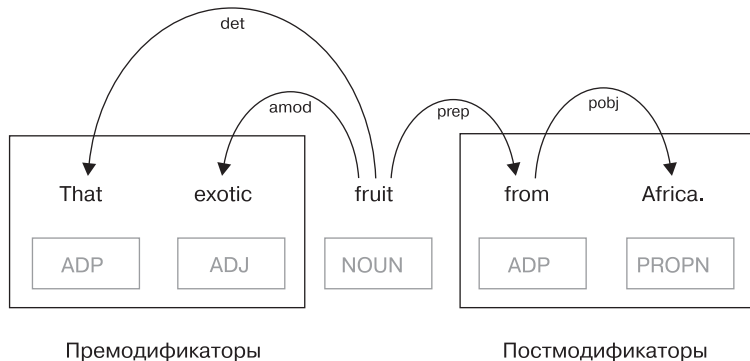 det
amod
prep
pobj
That exotic fruit from Africa.
ADP ADJ NOUN ADP PROPN
Премодификаторы Постмодификаторы